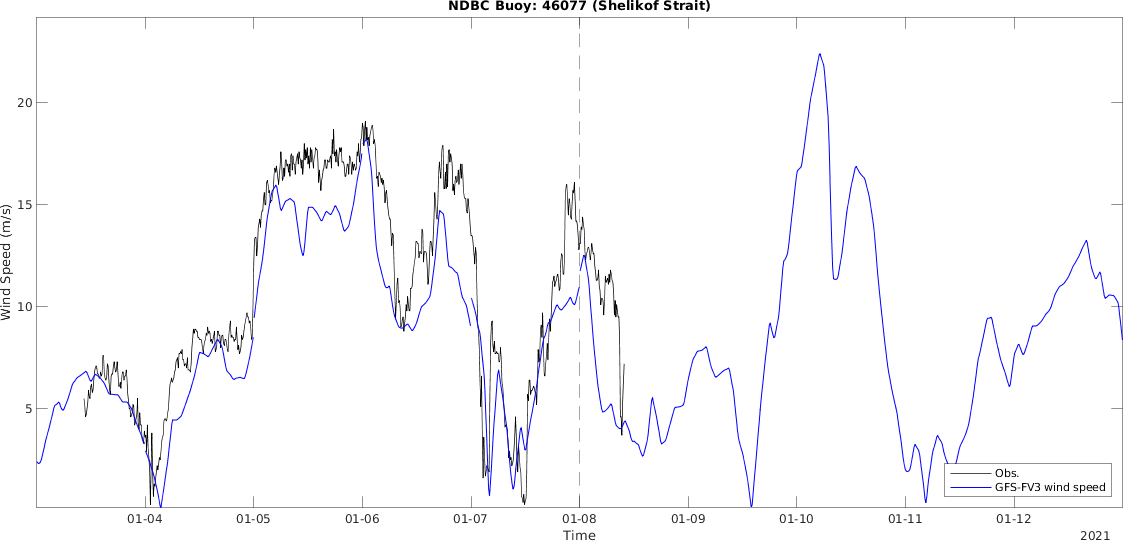 NDBC Buoy: 46077 (Shelikof Strait)
20
15
10
5
Wind Speed (m/s)
01-04 01-05 01-06 01-07 01-08 01-09 01-10 01-11 01-12
Time
2021
Obs.
GFS-FV3 wind speed